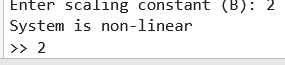 Enter scaling constant (B): 2
System is non-linear
>> 2